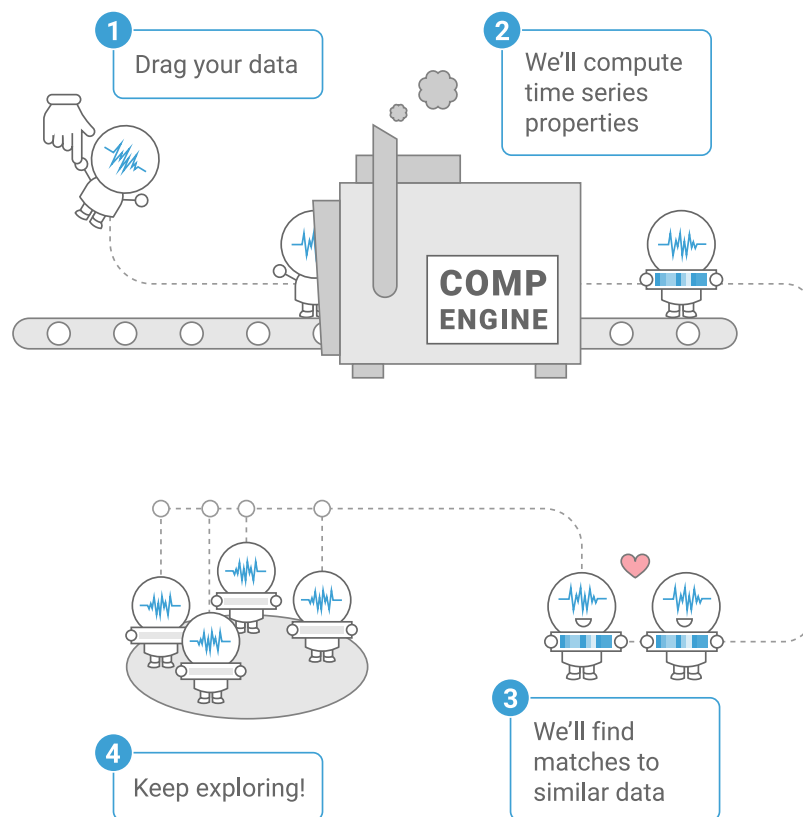 1
Drag your data
2
We'll compute
time series
properties
COMP
ENGINE
3
We'll find
matches to
similar data
4
Keep exploring!